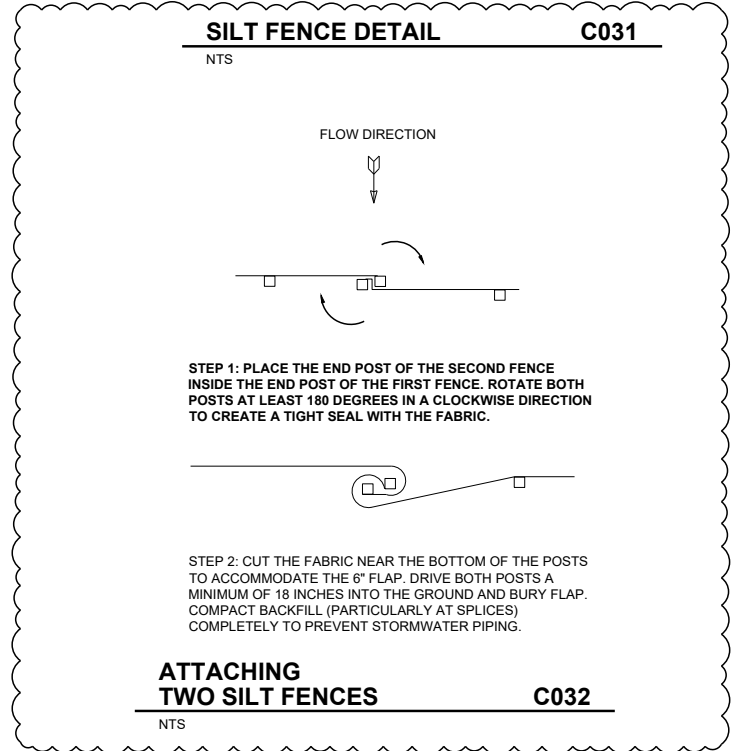 SILT FENCE DETAIL C031
NTS
FLOW DIRECTION
STEP 1: PLACE THE END POST OF THE SECOND FENCE
INSIDE THE END POST OF THE FIRST FENCE. ROTATE BOTH
POSTS AT LEAST 180 DEGREES IN A CLOCKWISE DIRECTION
TO CREATE A TIGHT SEAL WITH THE FABRIC.
STEP 2: CUT THE FABRIC NEAR THE BOTTOM OF THE POSTS
TO ACCOMMODATE THE 6" FLAP. DRIVE BOTH POSTS A
MINIMUM OF 18 INCHES INTO THE GROUND AND BURY FLAP.
COMPACT BACKFILL (PARTICULARLY AT SPLICES)
COMPLETELY TO PREVENT STORMWATER PIPING.
ATTACHING
TWO SILT FENCES C032
NTS